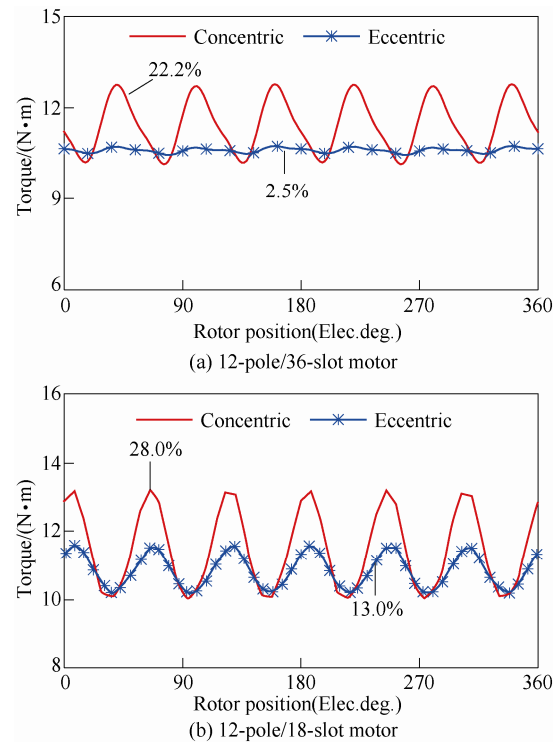 15
Concentric
Eccentric
22.2%
12
Torque/(N•m)
9
2.5%
6
0
90
180
270
360
Rotor position(Elec.deg.)
(a) 12-pole/36-slot motor
16
Concentric
Eccentric
28.0%
14
12
Torque/(N•m)
10
13.0%
8
0
90
180
270
360
Rotor position(Elec.deg.)
(b) 12-pole/18-slot motor